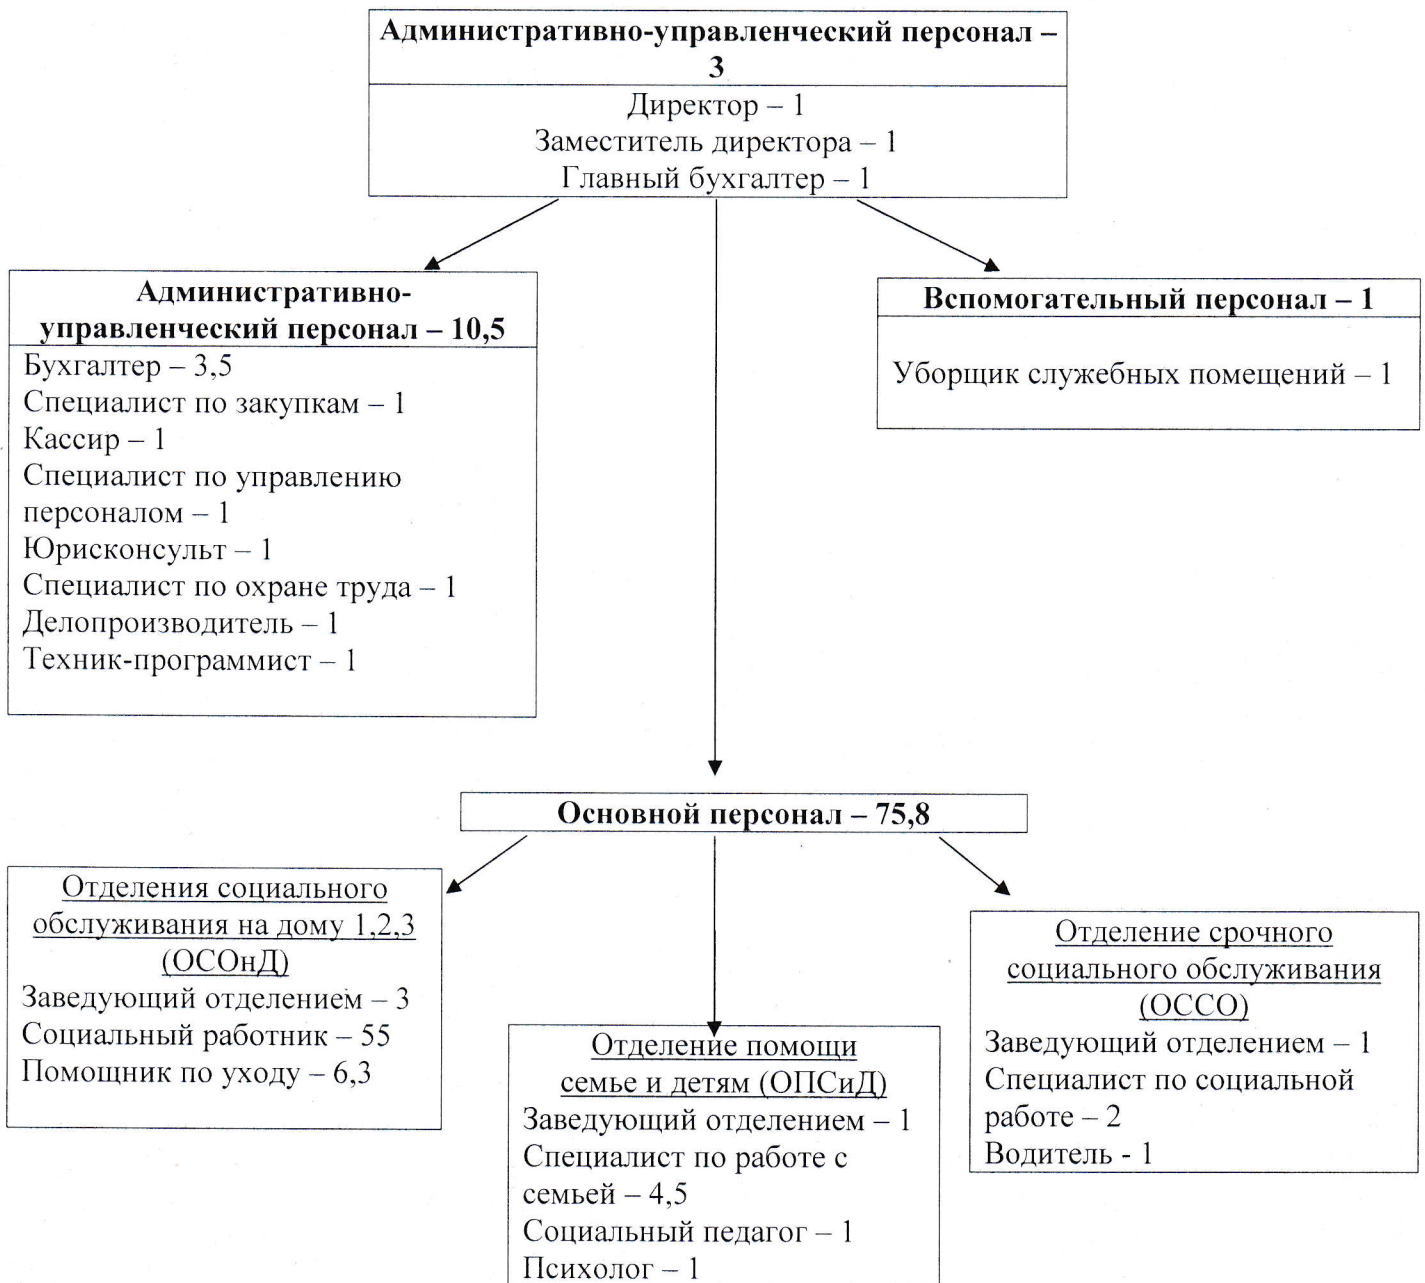 Административно-управленческий персонал –
3
Директор – 1
Заместитель директора – 1
Главный бухгалтер – 1
Административно-
управленческий персонал – 10,5
Бухгалтер – 3,5
Специалист по закупкам – 1
Кассир – 1
Специалист по управлению
персоналом – 1
Юрисконсульт – 1
Специалист по охране труда – 1
Делопроизводитель – 1
Техник-программист – 1
Вспомогательный персонал – 1
Уборщик служебных помещений – 1
Основной персонал – 75,8
Отделения социального
обслуживания на дому 1,2,3
(ОСОнД)
Заведующий отделением – 3
Социальный работник – 55
Помощник по уходу – 6,3
Отделение помощи
семье и детям (ОПСиД)
Заведующий отделением – 1
Специалист по работе с
семьей – 4,5
Социальный педагог – 1
Психолог – 1
Отделение срочного
социального обслуживания
(ОССО)
Заведующий отделением – 1
Специалист по социальной
работе – 2
Водитель - 1